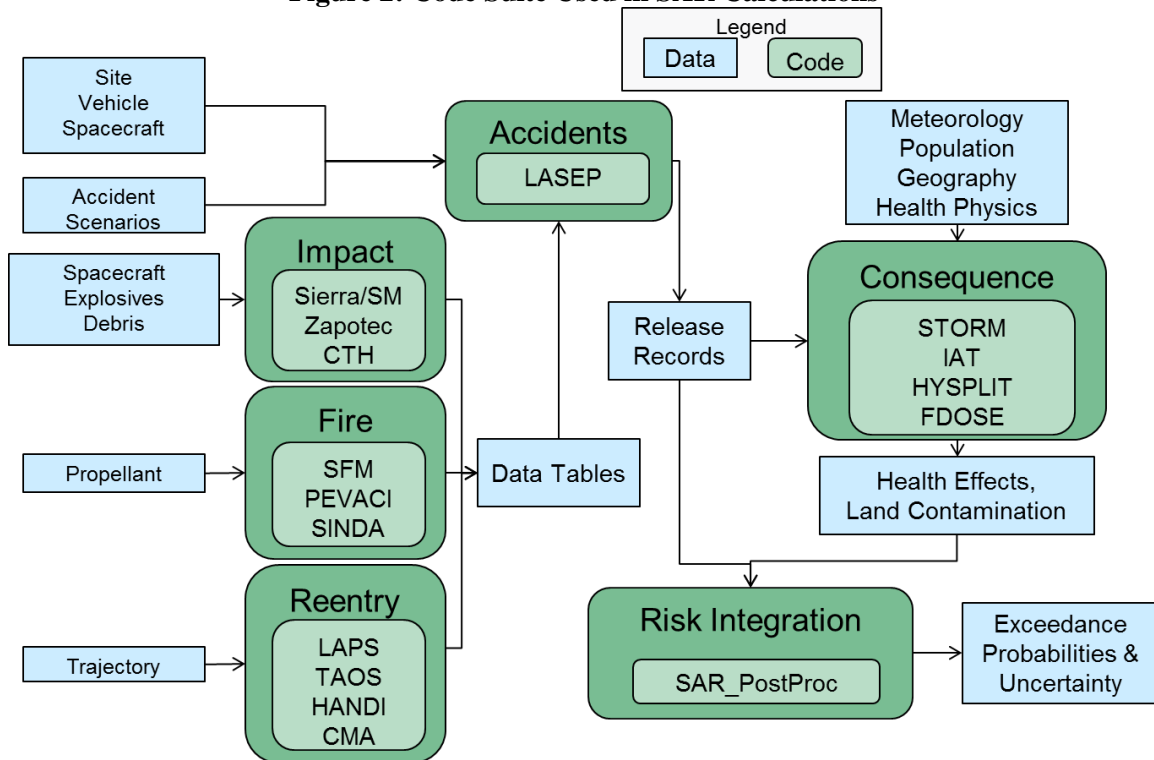 Figure 2: Code Suite Used in SAR Calculations
Legend
Data
Code
Site
Vehicle
Spacecraft
Accident
Scenarios
Accidents
LASEP
Meteorology
Population
Geography
Health Physics
Spacecraft
Explosives
Debris
Impact
Sierra/SM
Zapotec
CTH
Release
Records
Consequence
STORM
IAT
HYSPLIT
FDOSE
Propellant
Fire
SFM
PEVACI
SINDA
Data Tables
Health Effects,
Land Contamination
Trajectory
Reentry
LAPS
TAOS
HANDI
CMA
Risk Integration
SAR_PostProc
Exceedance
Probabilities &
Uncertainty